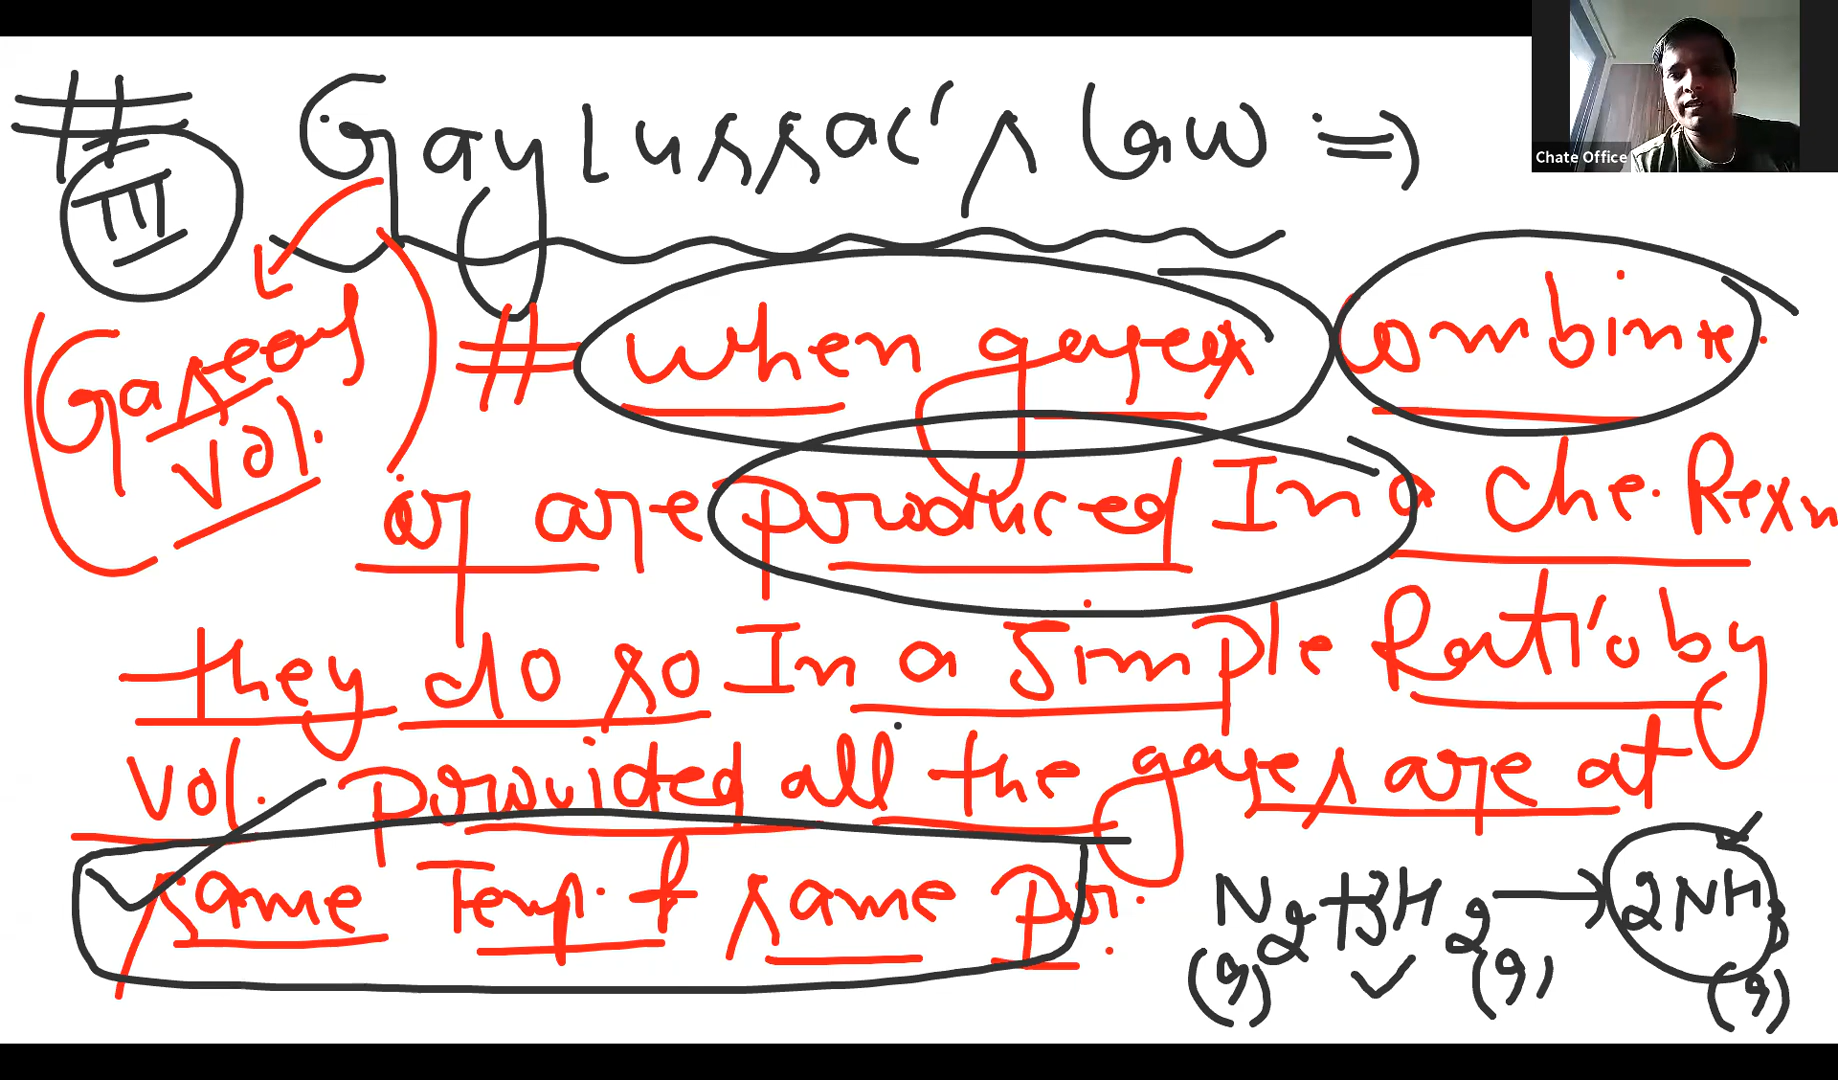 # III Gay Lussac's Law ⇒
Gaseous
Vol.
# when gases combine
or are produced In a che. Rexn
they do so In a Simple Ratio by
Vol. provided all the gases are at
same Temp. & same pr.
N2 + 3H2 → 2NH3
(g) (g) (g)
Chate Office